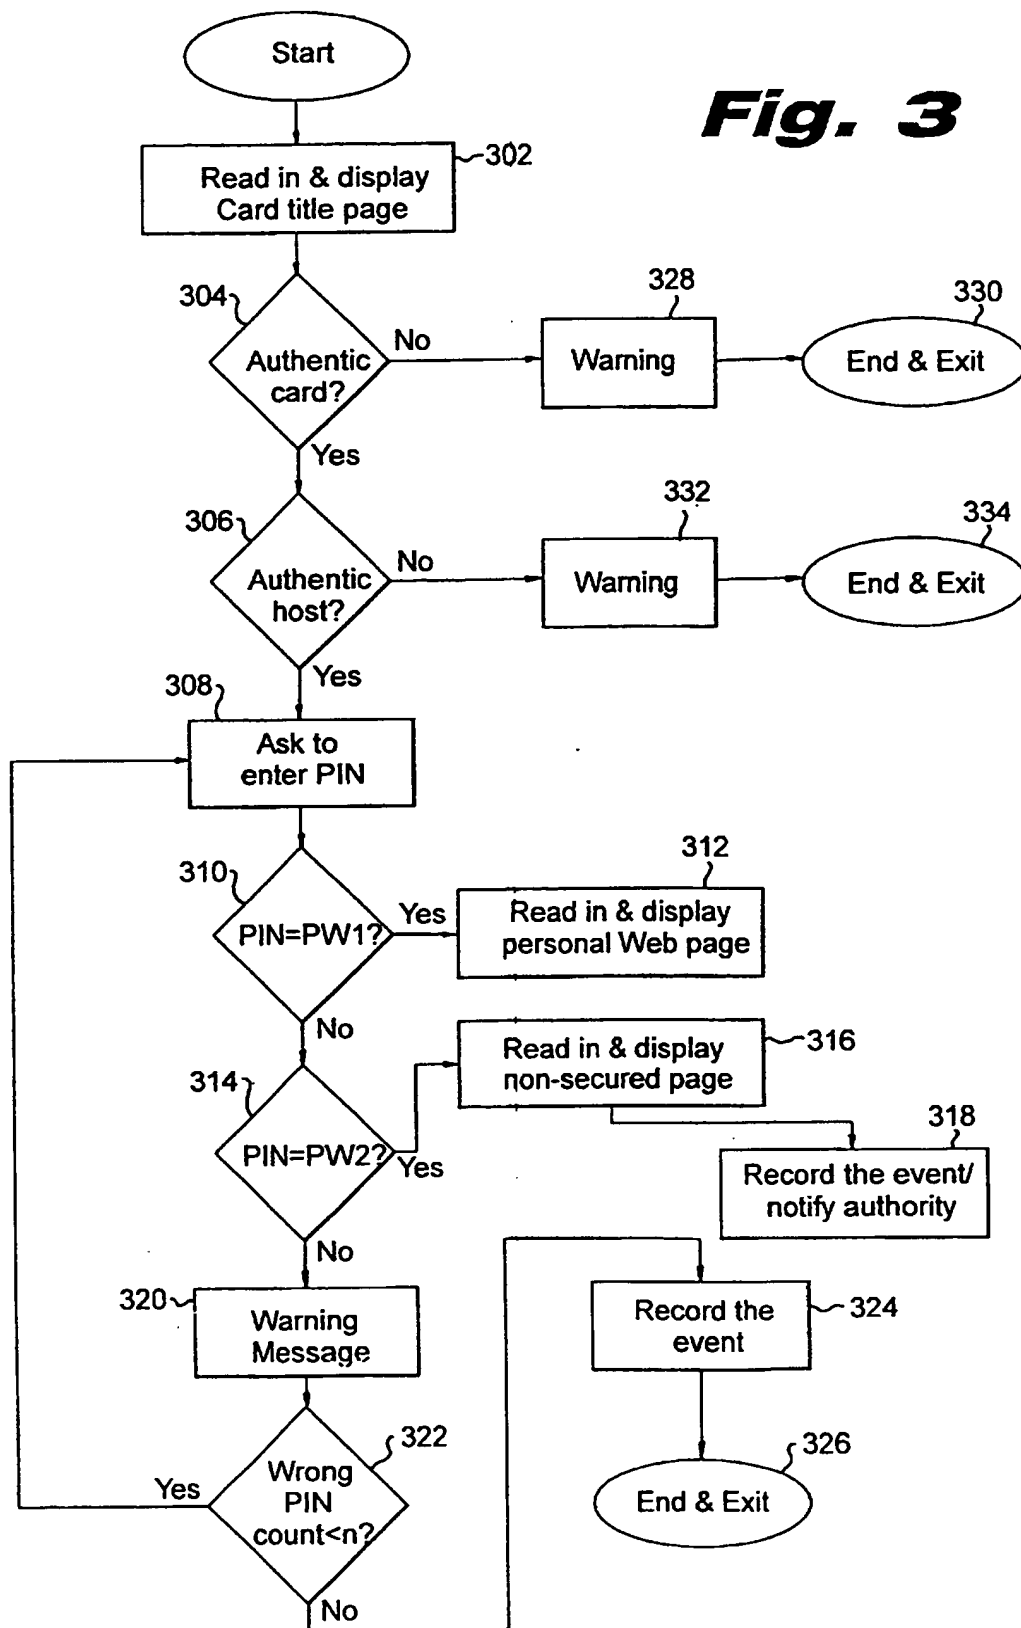 Start
Fig. 3
302
Read in & display
Card title page
304
Authentic
card?
No
328
Warning
330
End & Exit
Yes
306
Authentic
host?
No
332
Warning
334
End & Exit
Yes
308
Ask to
enter PIN
310
PIN=PW1?
Yes
312
Read in & display
personal Web page
No
314
PIN=PW2?
Yes
Read in & display
non-secured page
316
318
Record the event/
notify authority
No
320
Warning
Message
Record the
event
324
322
Wrong
PIN
count<n?
Yes
326
End & Exit
No